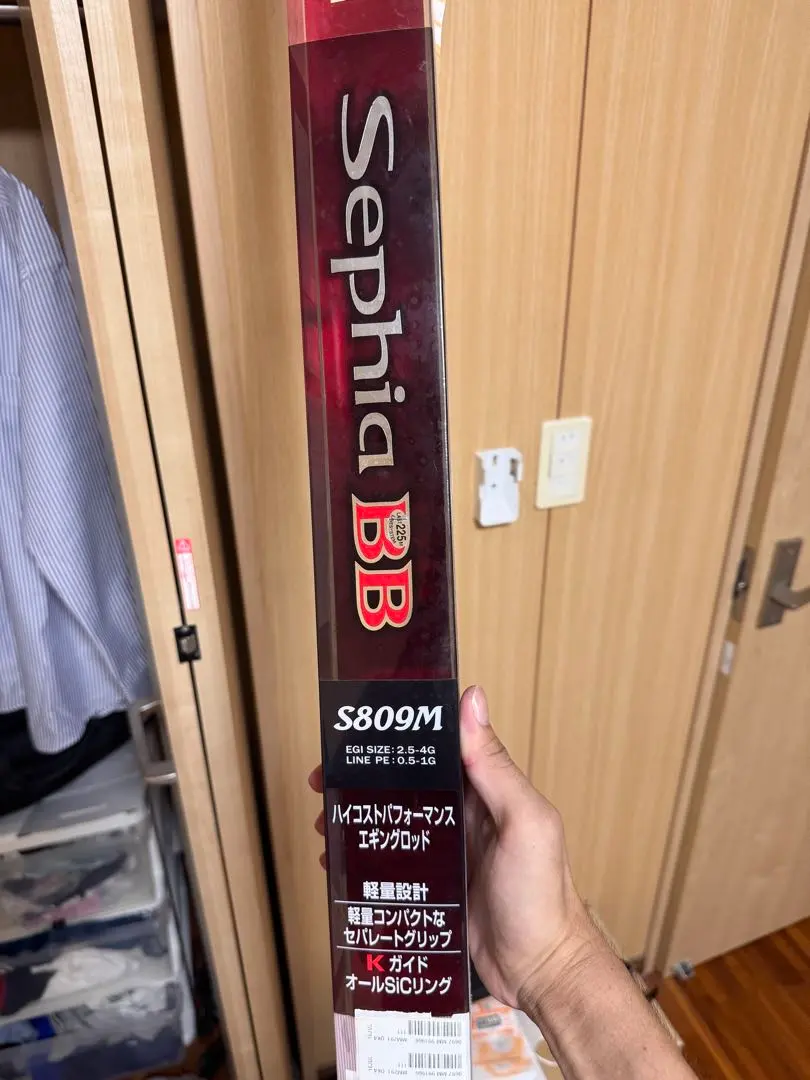 Sephia BB
S809M
EGI SIZE: 2.5-4G
LINE PE: 0.5-1G
ハイコストパフォーマンス
エギングロッド
軽量設計
軽量コンパクトな
セパレートグリップ
Kガイド
オールSiCリング